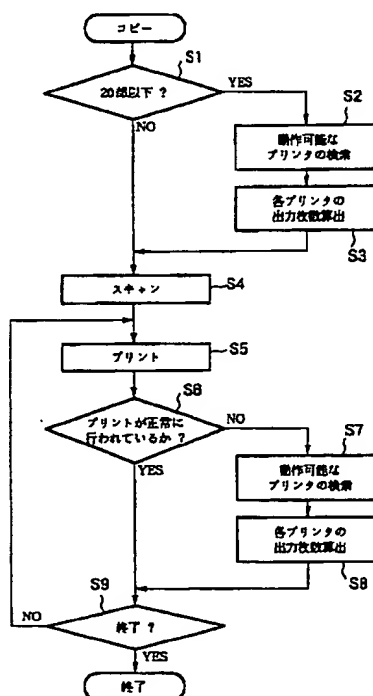 コピー
S1
20部以下 ?
YES
S2
NO
動作可能な
プリンタの検索
各プリンタの
出力枚数算出
S3
スキャン
S4
プリント
S5
S6
プリントが正常に
行われているか ?
NO
S7
YES
動作可能な
プリンタの検索
各プリンタの
出力枚数算出
S8
S9
NO
終了 ?
YES
終了